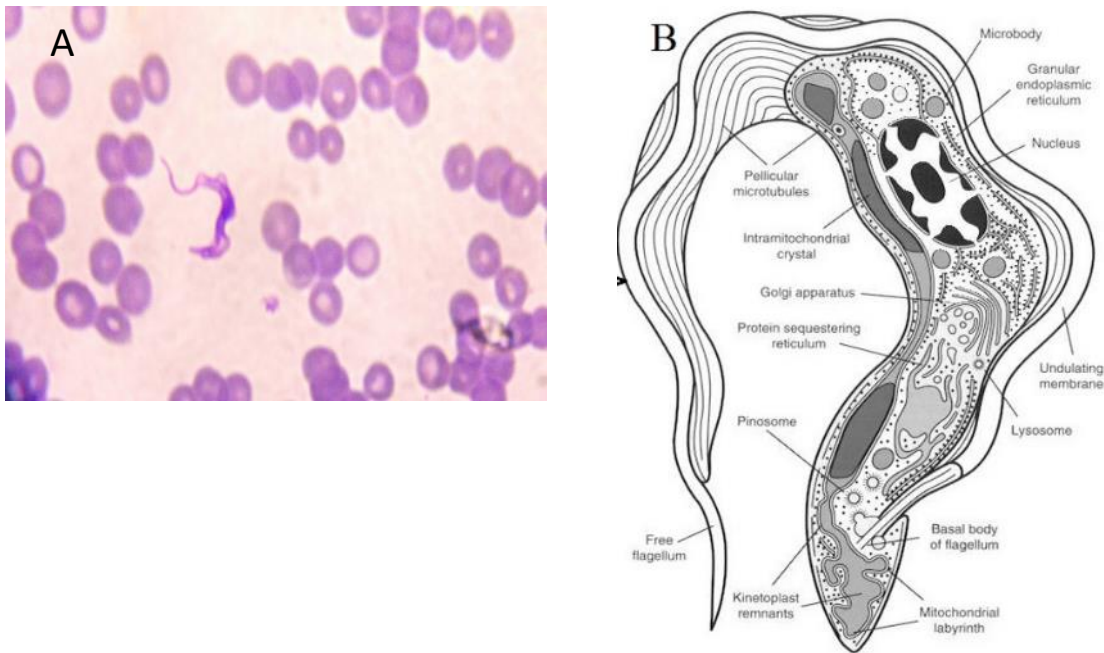 A
B
Microbody
Granular
endoplasmic
reticulum
Nucleus
Pellicular
microtubules
Intramitochondrial
crystal
Golgi apparatus
Protein sequestering
reticulum
Undulating
membrane
Lysosome
Pinosome
Free
flagellum
Basal body
of flagellum
Kinetoplast
remnants
Mitochondrial
labyrinth